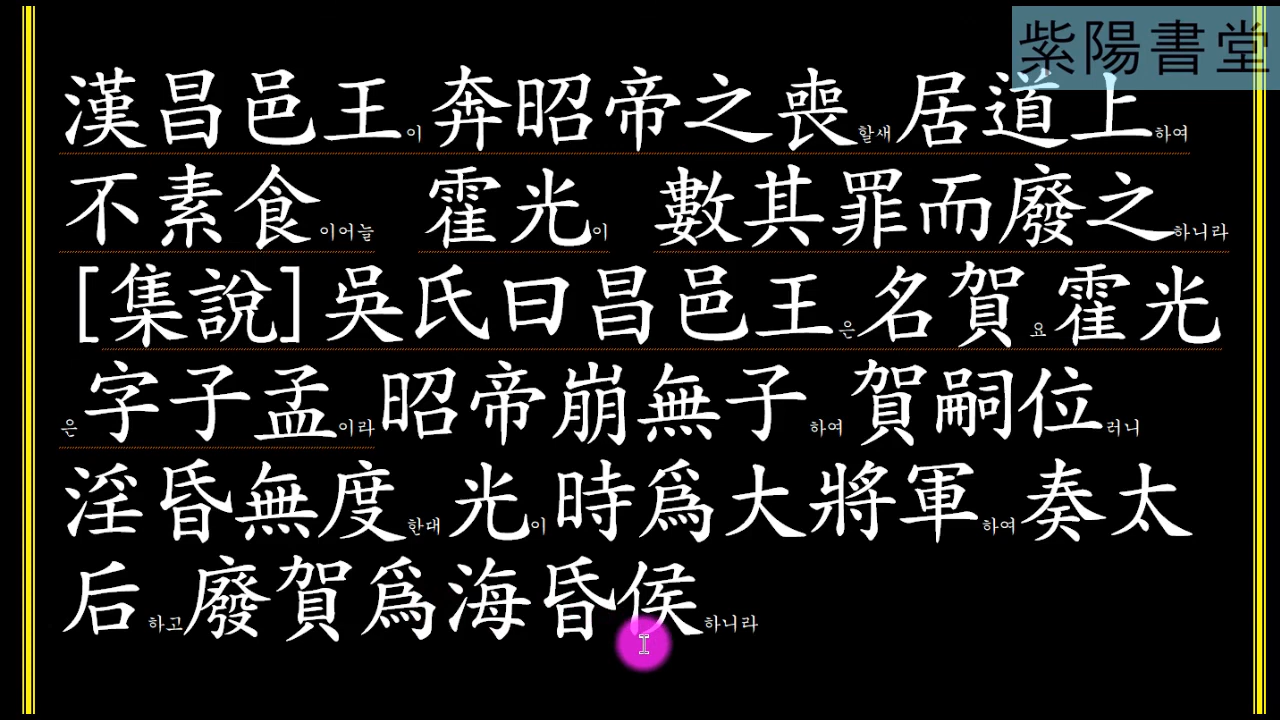 紫陽書堂
漢昌邑王이 奔昭帝之喪할새 居道上하여
不素食이어늘 霍光이 數其罪而廢之하니라
[集說] 吳氏曰昌邑王은名賀요 霍光
은字子孟이라昭帝崩無子하여 賀嗣位러니
淫昏無度한대 光이 時爲大將軍하여奏太
后하고廢賀爲海昏侯하니라